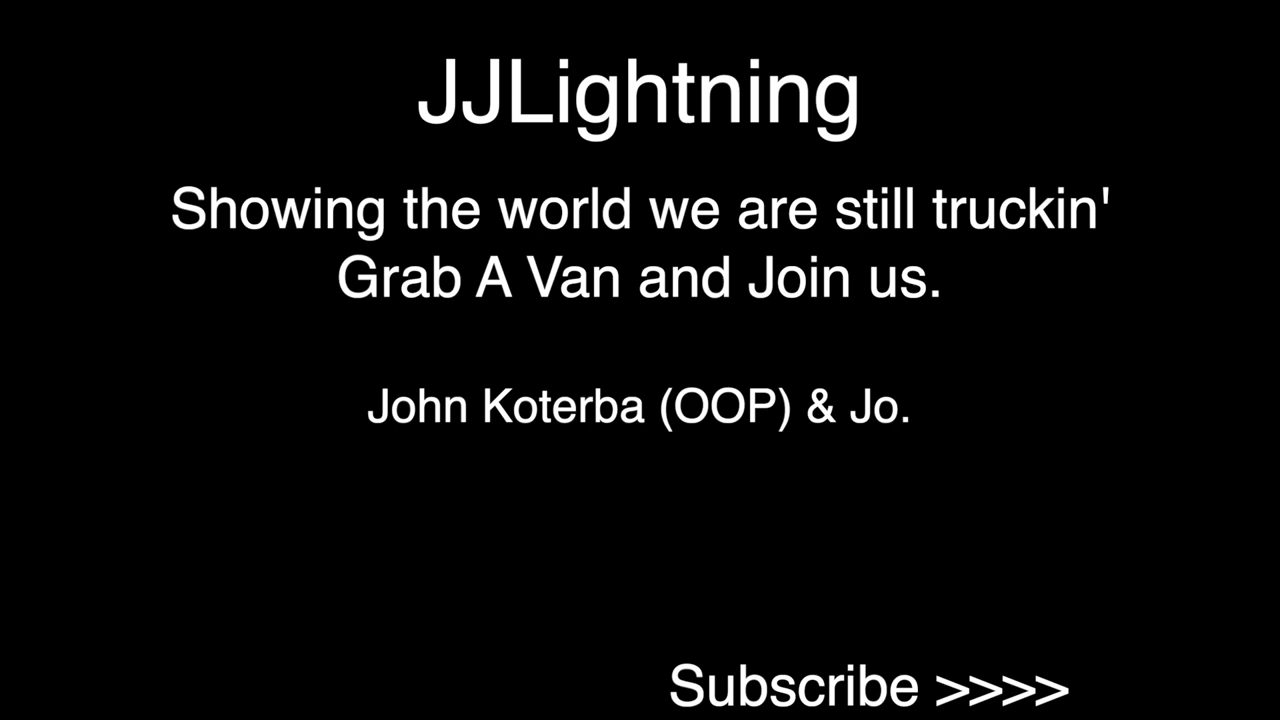 JJLightning
Showing the world we are still truckin'
Grab A Van and Join us.
John Koterba (OOP) & Jo.
Subscribe >>>>